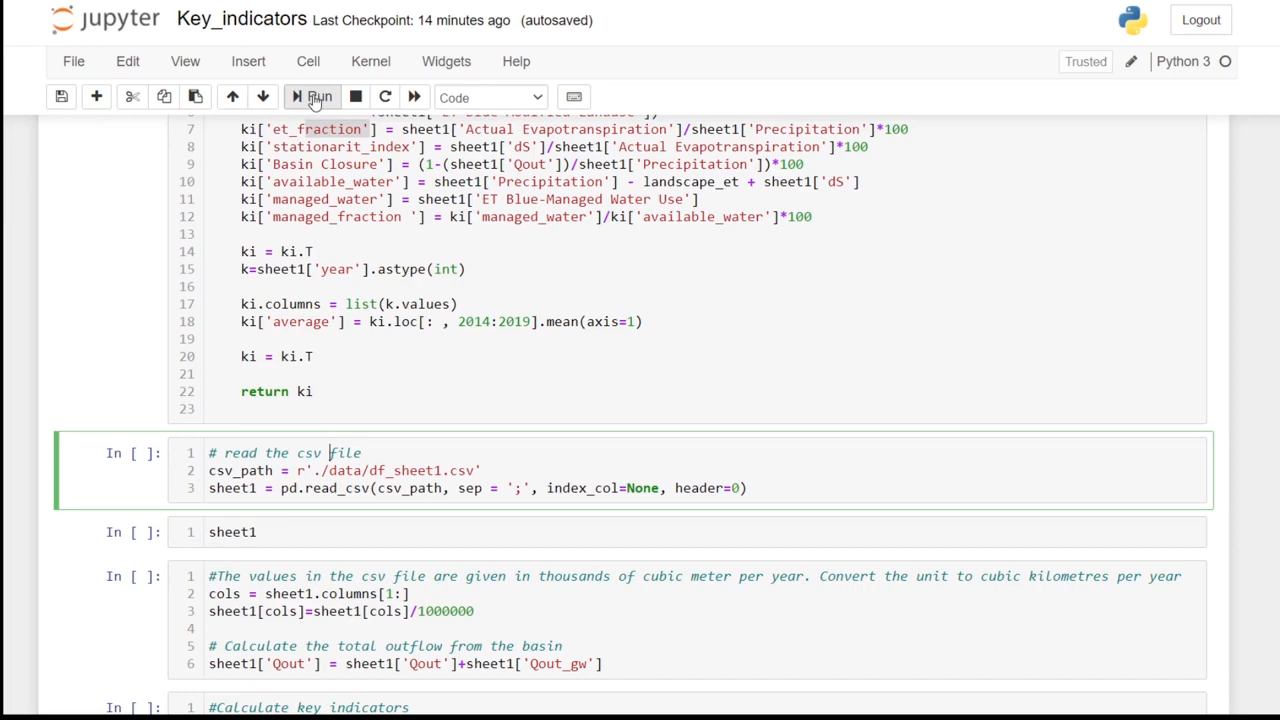 jupyter Key_indicators Last Checkpoint: 14 minutes ago (autosaved)
Logout
File Edit View Insert Cell Kernel Widgets Help
Trusted Python 3
Run Code
7 ki['et_fraction'] = sheet1['Actual Evapotranspiration']/sheet1['Precipitation']*100
8 ki['stationarit_index'] = sheet1['dS']/sheet1['Actual Evapotranspiration']*100
9 ki['Basin Closure'] = (1-(sheet1['Qout'])/sheet1['Precipitation'])*100
10 ki['available_water'] = sheet1['Precipitation'] - landscape_et + sheet1['dS']
11 ki['managed_water'] = sheet1['ET Blue-Managed Water Use']
12 ki['managed_fraction '] = ki['managed_water']/ki['available_water']*100
13
14 ki = ki.T
15 k=sheet1['year'].astype(int)
16
17 ki.columns = list(k.values)
18 ki['average'] = ki.loc[: , 2014:2019].mean(axis=1)
19
20 ki = ki.T
21
22 return ki
23
In [ ]: 1 # read the csv file
2 csv_path = r'./data/df_sheet1.csv'
3 sheet1 = pd.read_csv(csv_path, sep = ';', index_col=None, header=0)
In [ ]: 1 sheet1
In [ ]: 1 #The values in the csv file are given in thousands of cubic meter per year. Convert the unit to cubic kilometres per year
2 cols = sheet1.columns[1:]
3 sheet1[cols]=sheet1[cols]/1000000
4
5 # Calculate the total outflow from the basin
6 sheet1['Qout'] = sheet1['Qout']+sheet1['Qout_gw']
In [ ]: 1 #Calculate key indicators